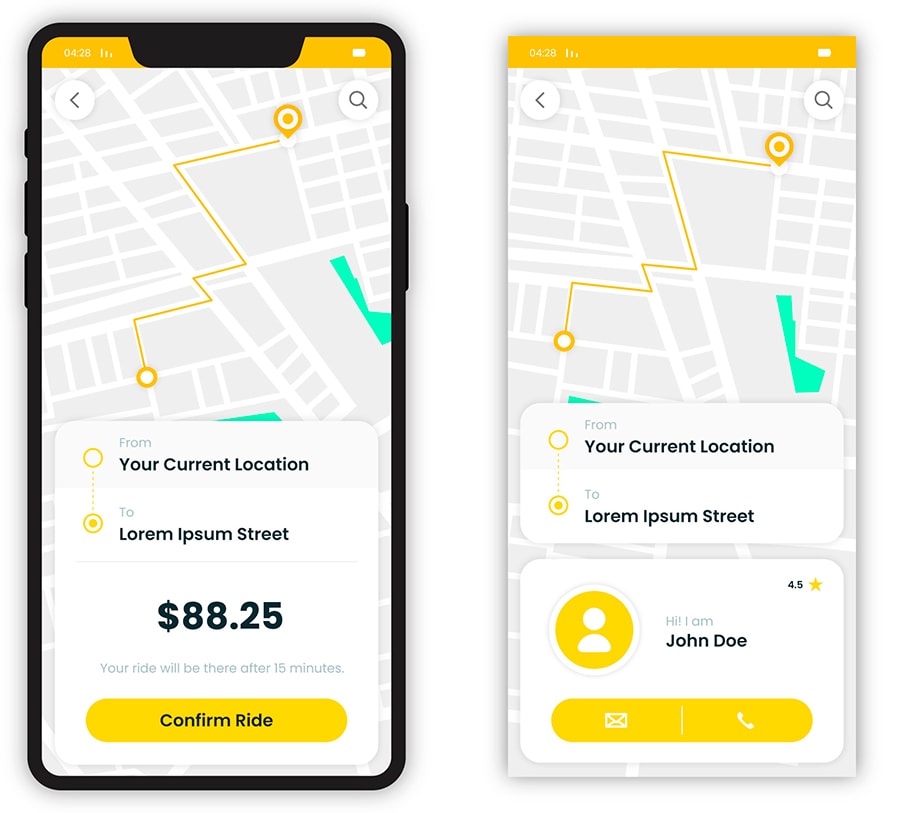 04:28
From
Your Current Location
To
Lorem Ipsum Street
$88.25
Your ride will be there after 15 minutes.
Confirm Ride
04:28
From
Your Current Location
To
Lorem Ipsum Street
4.5
Hi! I am
John Doe